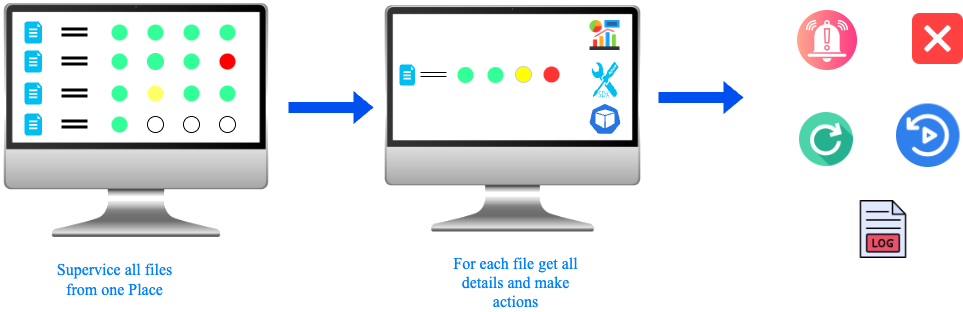 Supervice all files
from one Place
For each file get all
details and make
actions
LOG